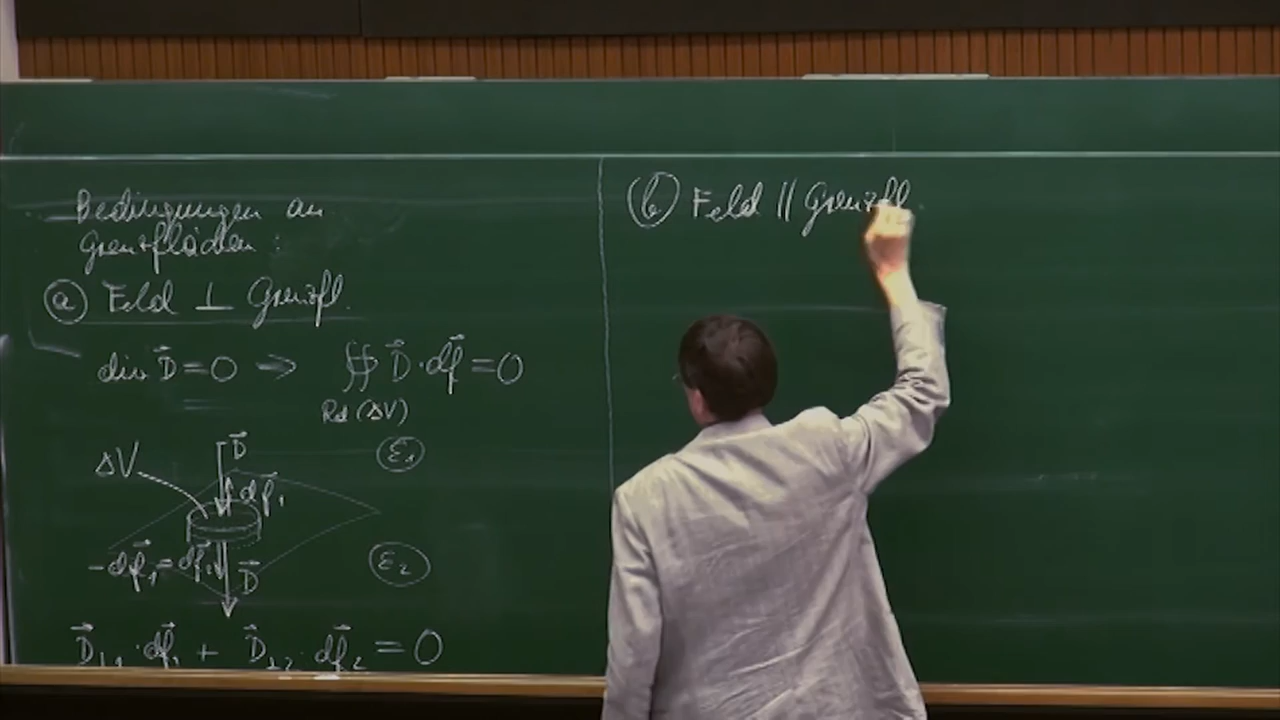 Bedingungen an
Grenzflächen :
(a) Feld ⊥ Grenzfl.
div D⃗ = 0 ⇒ ∯ D⃗ · df⃗ = 0
Rd (ΔV)
ΔV D⃗ ε₁
df⃗₁
-df⃗₁ = df⃗ D⃗ ε₂
D⃗⊥₁ · df⃗₁ + D⃗⊥₂ · df⃗₂ = 0
(b) Feld || Grenzfl